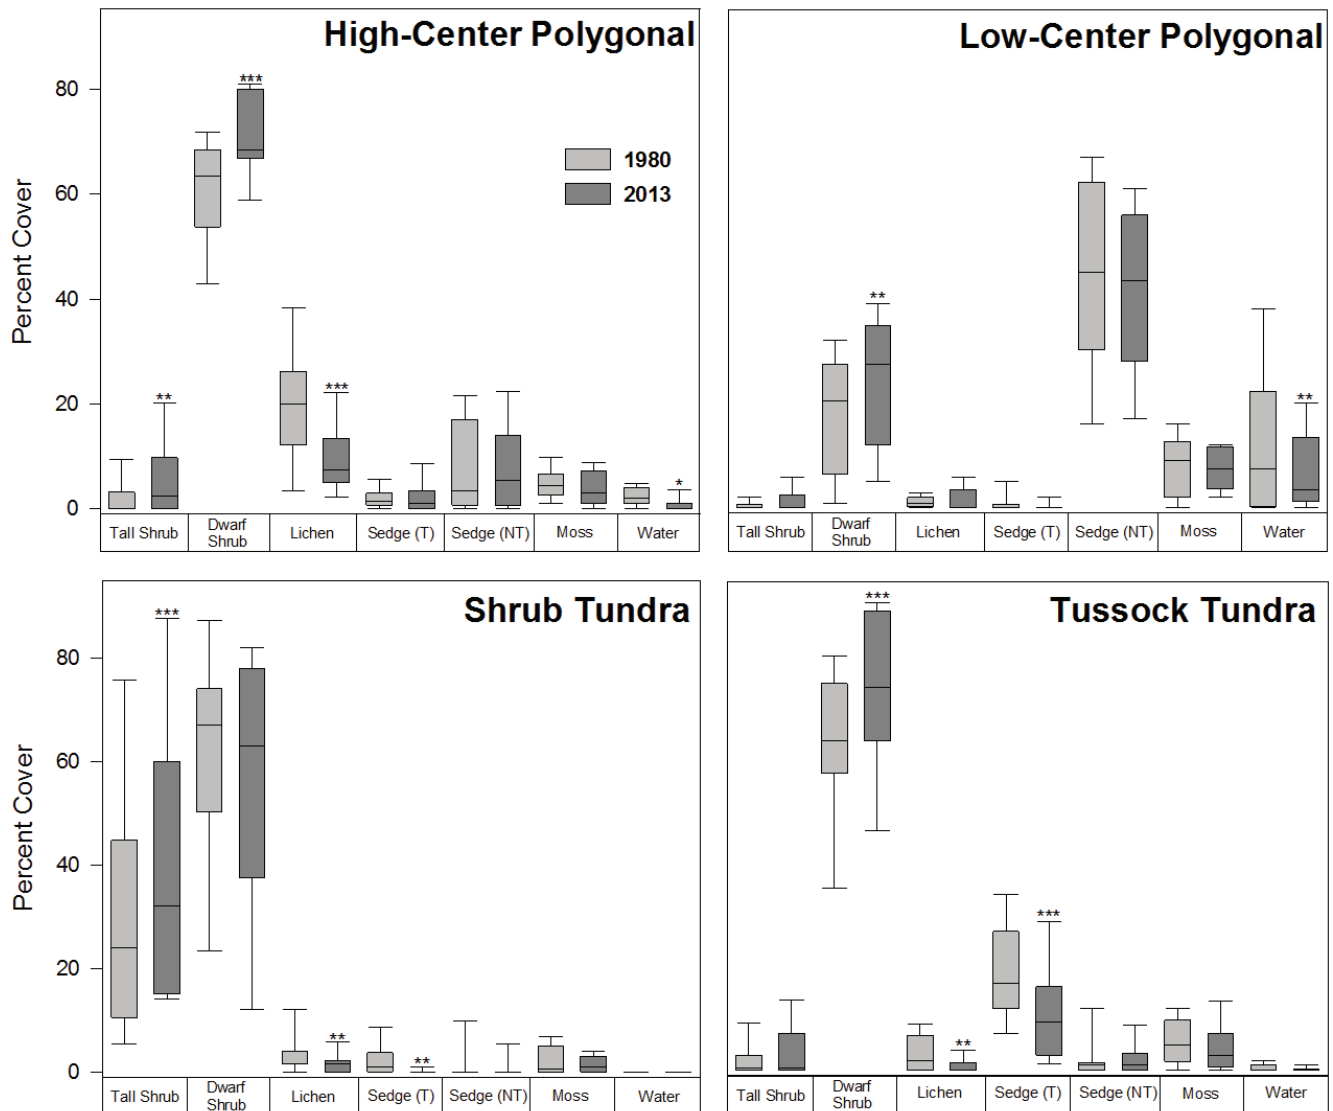 High-Center Polygonal
Low-Center Polygonal
Percent Cover
80
60
40
20
0
***
**
***
*
1980
2013
**
**
Tall Shrub
Dwarf
Shrub
Lichen
Sedge (T)
Sedge (NT)
Moss
Water
Tall Shrub
Dwarf
Shrub
Lichen
Sedge (T)
Sedge (NT)
Moss
Water
Shrub Tundra
Tussock Tundra
Percent Cover
80
60
40
20
0
***
**
**
***
**
***
Tall Shrub
Dwarf
Shrub
Lichen
Sedge (T)
Sedge (NT)
Moss
Water
Tall Shrub
Dwarf
Shrub
Lichen
Sedge (T)
Sedge (NT)
Moss
Water